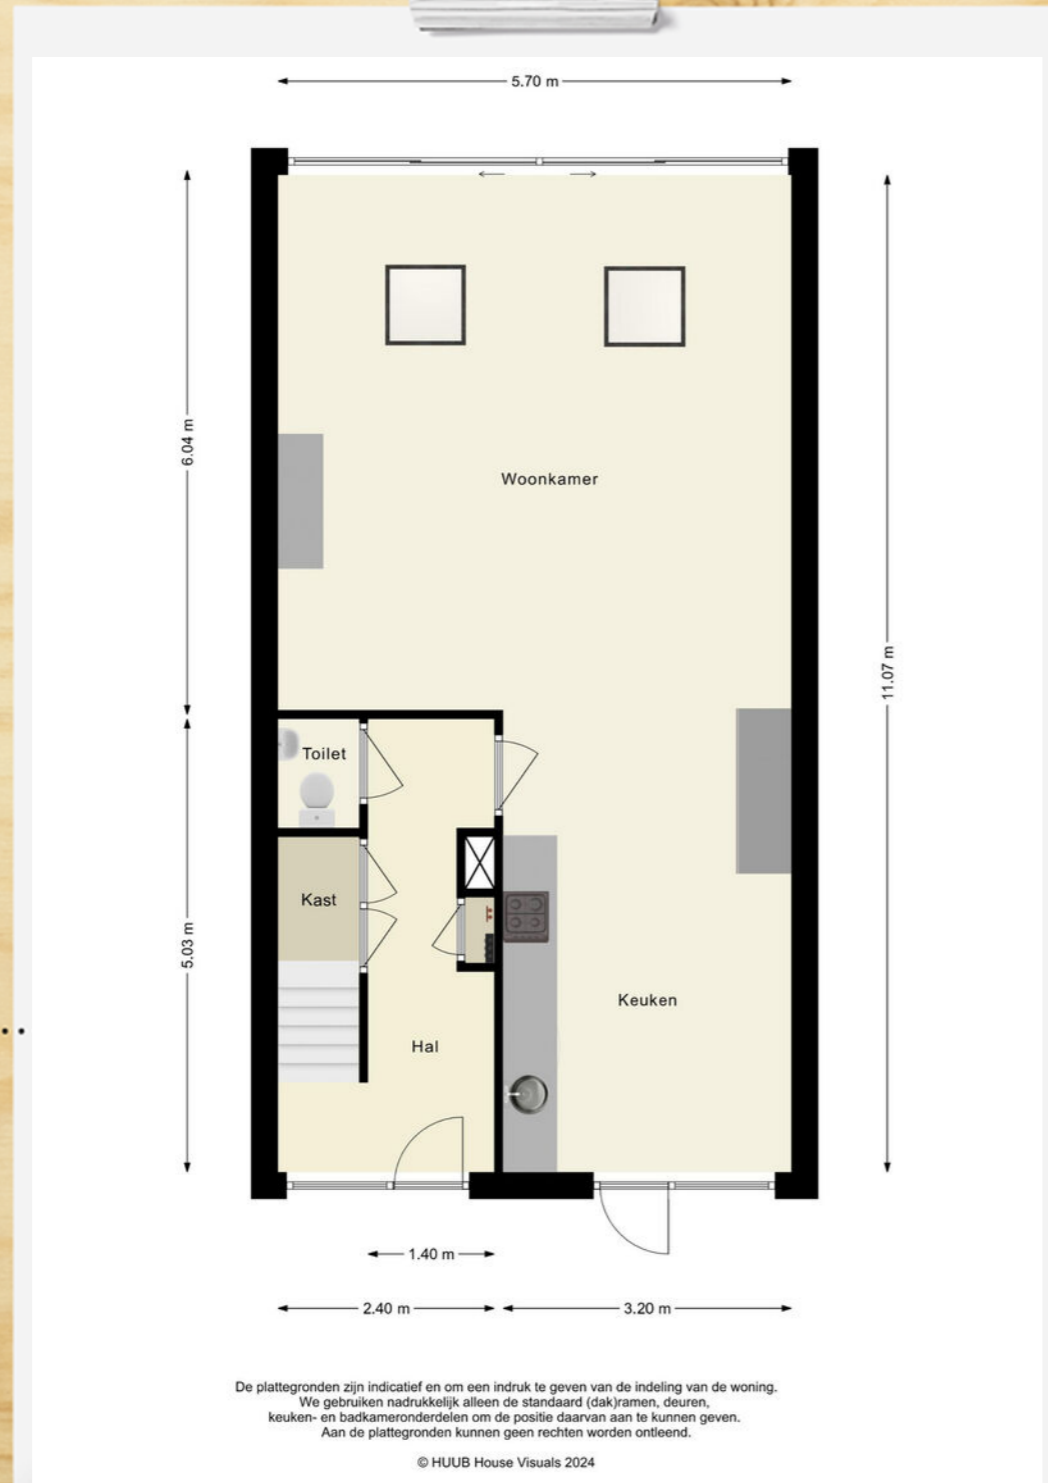 5.70 m
6.04 m
Woonkamer
11.07 m
Toilet
Kast
5.03 m
Keuken
Hal
1.40 m
2.40 m
3.20 m
De plattegronden zijn indicatief en om een indruk te geven van de indeling van de woning.
We gebruiken nadrukkelijk alleen de standaard (dak)ramen, deuren,
keuken- en badkameronderdelen om de positie daarvan aan te kunnen geven.
Aan de plattegronden kunnen geen rechten worden ontleend.
© HUUB House Visuals 2024